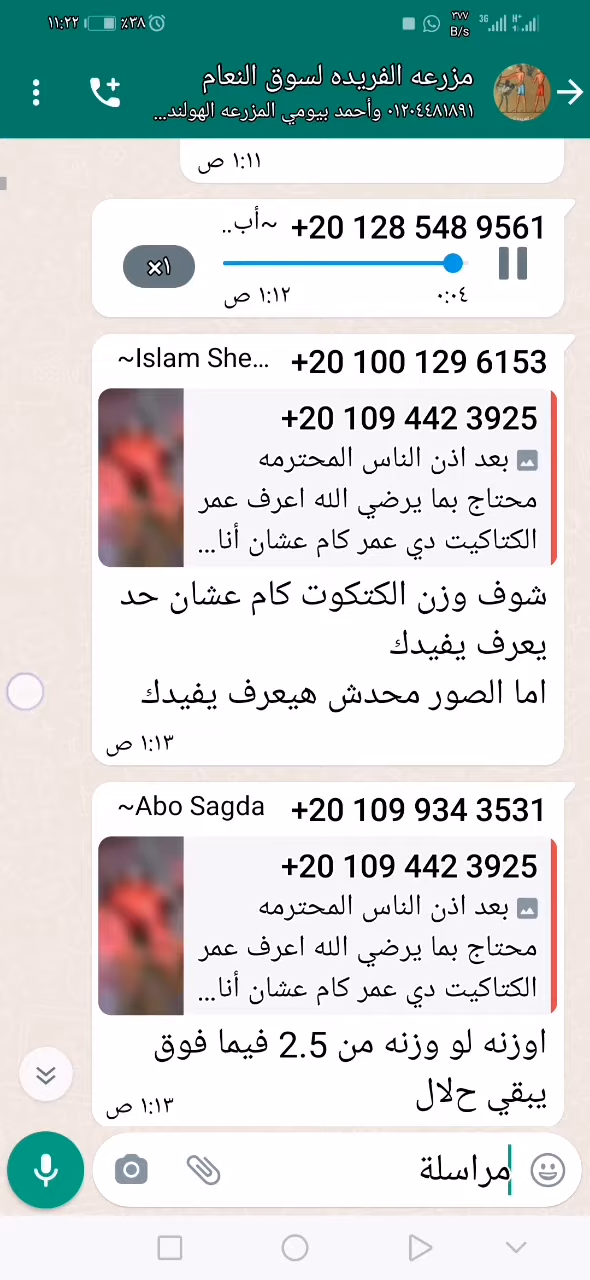 ١١:٢٢ ٪٣٨ ٣٧٧ B/s 3G H+
مزرعه الفريده لسوق النعام
٠١٢٠٤٤٨١٨٩١ وأحمد بيومي المزرعه الهولند...
١:١١ ص
+20 128 548 9561 ~أب..
×١
٠:٠٤ ١:١٢ ص
+20 100 129 6153 ~Islam She...
+20 109 442 3925
بعد اذن الناس المحترمه
محتاج بما يرضي الله اعرف عمر
الكتاكيت دي عمر كام عشان أنا...
شوف وزن الكتكوت كام عشان حد
يعرف يفيدك
اما الصور محدش هيعرف يفيدك
١:١٣ ص
+20 109 934 3531 ~Abo Sagda
+20 109 442 3925
بعد اذن الناس المحترمه
محتاج بما يرضي الله اعرف عمر
الكتاكيت دي عمر كام عشان أنا...
اوزنه لو وزنه من 2.5 فيما فوق
يبقي حلال
١:١٣ ص
مراسلة